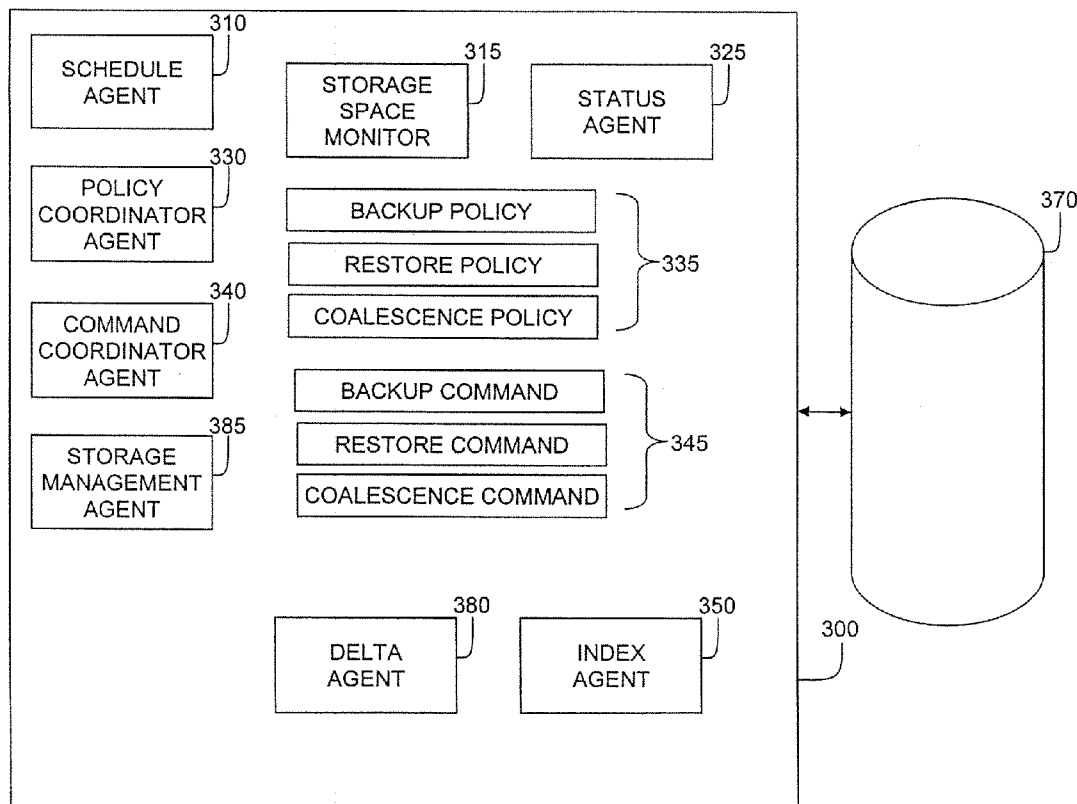 310
SCHEDULE
AGENT
315
STORAGE
SPACE
MONITOR
325
STATUS
AGENT
330
POLICY
COORDINATOR
AGENT
BACKUP POLICY
RESTORE POLICY
COALESCENCE POLICY
335
370
340
COMMAND
COORDINATOR
AGENT
BACKUP COMMAND
RESTORE COMMAND
COALESCENCE COMMAND
345
385
STORAGE
MANAGEMENT
AGENT
380
DELTA
AGENT
350
INDEX
AGENT
300